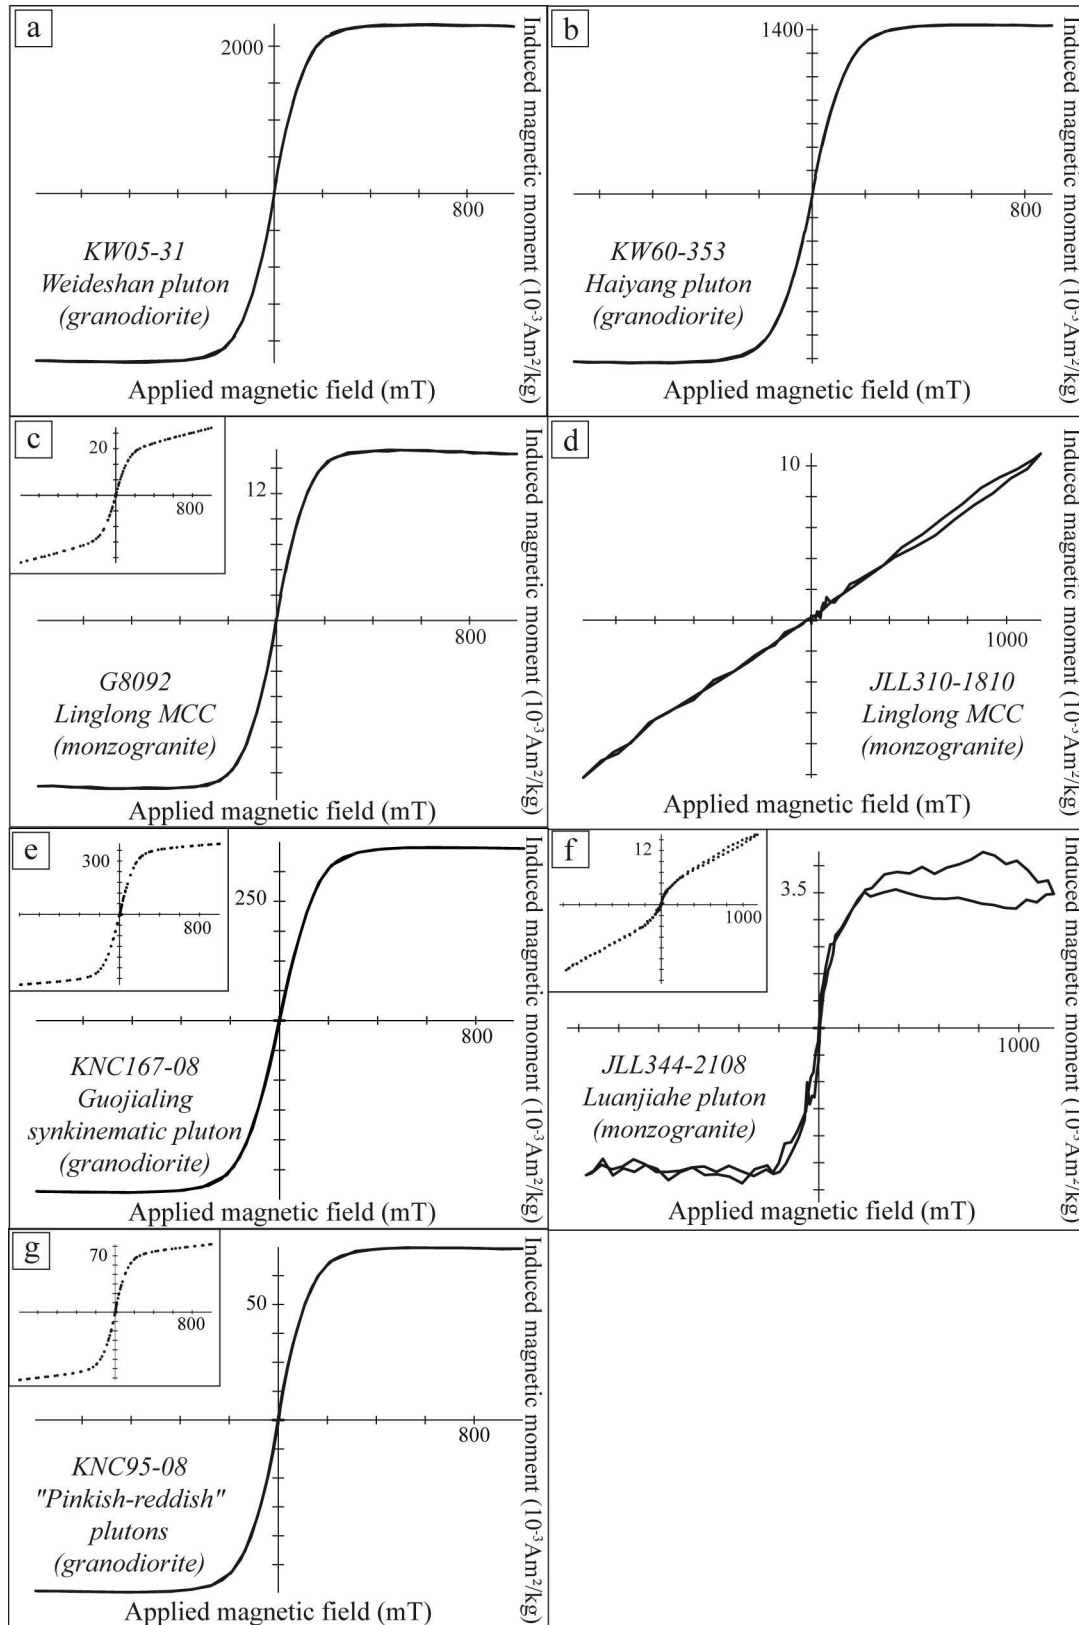 a
2000
800
KW05-31
Weideshan pluton
(granodiorite)
Applied magnetic field (mT)
Induced magnetic moment (10⁻³Am²/kg)
b
1400
800
KW60-353
Haiyang pluton
(granodiorite)
Applied magnetic field (mT)
Induced magnetic moment (10⁻³Am²/kg)
c
20
800
12
800
G8092
Linglong MCC
(monzogranite)
Applied magnetic field (mT)
Induced magnetic moment (10⁻³Am²/kg)
d
10
1000
JLL310-1810
Linglong MCC
(monzogranite)
Applied magnetic field (mT)
Induced magnetic moment (10⁻³Am²/kg)
e
300
800
250
800
KNC167-08
Guojialing
synkinematic pluton
(granodiorite)
Applied magnetic field (mT)
Induced magnetic moment (10⁻³Am²/kg)
f
12
1000
3.5
1000
JLL344-2108
Luanjiahe pluton
(monzogranite)
Applied magnetic field (mT)
Induced magnetic moment (10⁻³Am²/kg)
g
70
800
50
800
KNC95-08
"Pinkish-reddish"
plutons
(granodiorite)
Applied magnetic field (mT)
Induced magnetic moment (10⁻³Am²/kg)